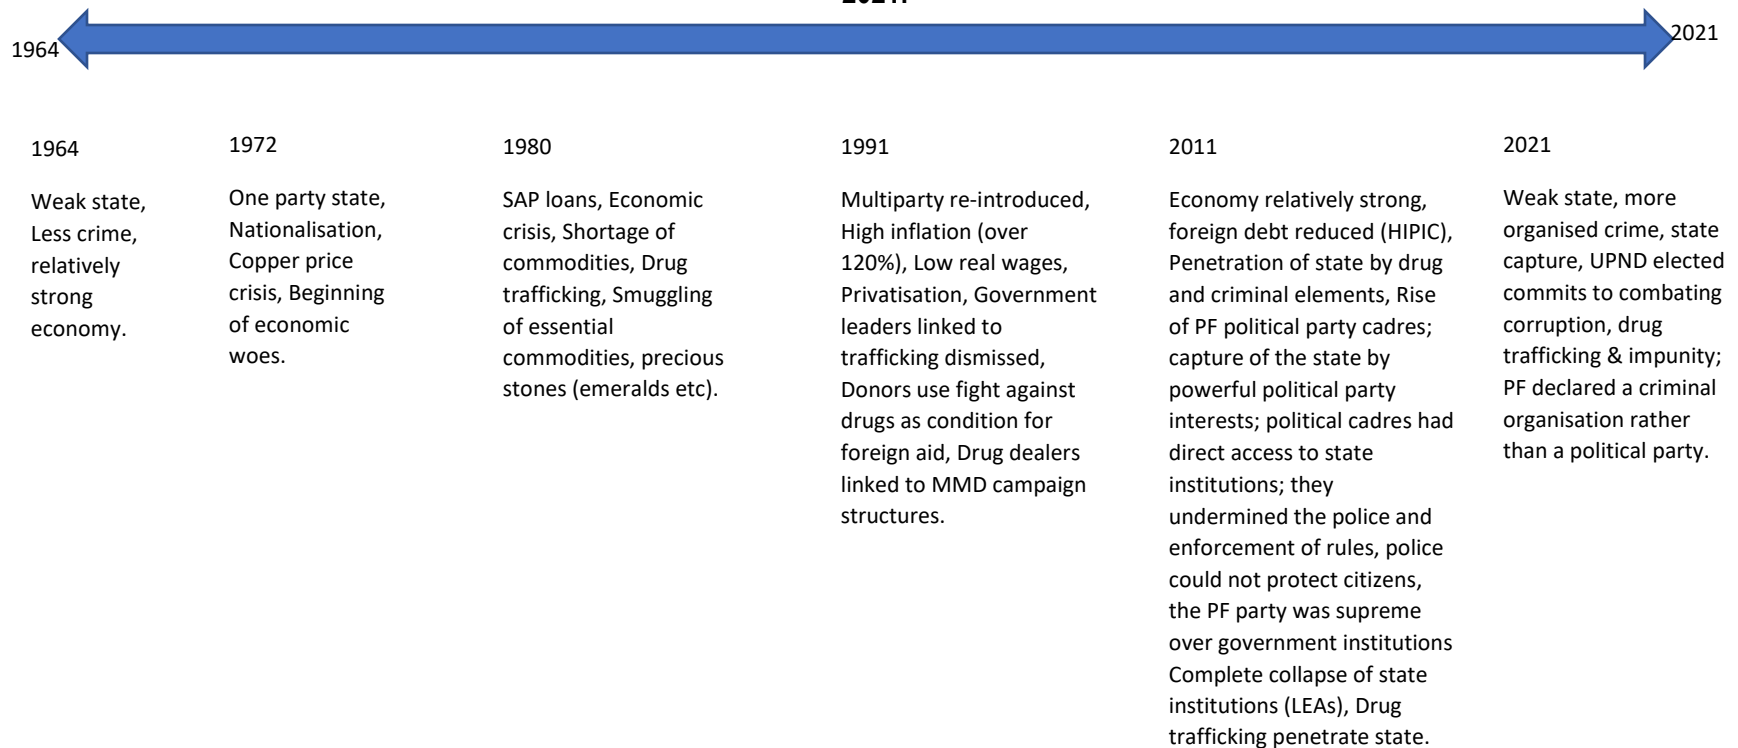 1964
2021
1964
Weak state,
Less crime,
relatively
strong
economy.
1972
One party state,
Nationalisation,
Copper price
crisis, Beginning
of economic
woes.
1980
SAP loans, Economic
crisis, Shortage of
commodities, Drug
trafficking, Smuggling
of essential
commodities, precious
stones (emeralds etc).
1991
Multiparty re-introduced,
High inflation (over
120%), Low real wages,
Privatisation, Government
leaders linked to
trafficking dismissed,
Donors use fight against
drugs as condition for
foreign aid, Drug dealers
linked to MMD campaign
structures.
2011
Economy relatively strong,
foreign debt reduced (HIPIC),
Penetration of state by drug
and criminal elements, Rise
of PF political party cadres;
capture of the state by
powerful political party
interests; political cadres had
direct access to state
institutions; they
undermined the police and
enforcement of rules, police
could not protect citizens,
the PF party was supreme
over government institutions
Complete collapse of state
institutions (LEAs), Drug
trafficking penetrate state.
2021
Weak state, more
organised crime, state
capture, UPND elected
commits to combating
corruption, drug
trafficking & impunity;
PF declared a criminal
organisation rather
than a political party.